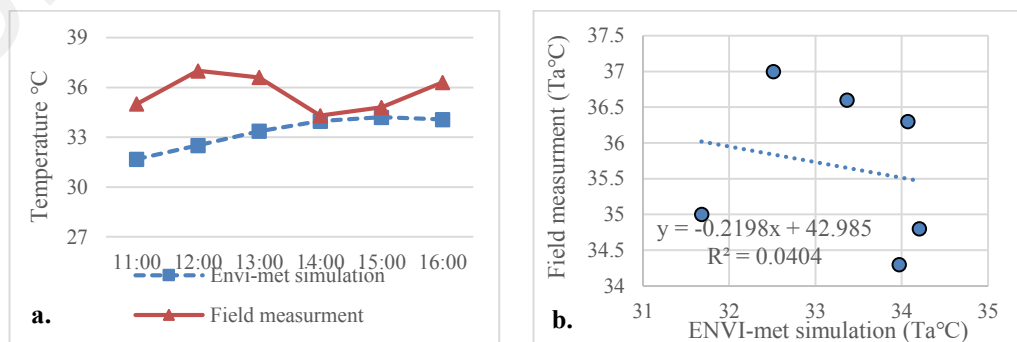 39
36
33
30
27
Temperature °C
11:00 12:00 13:00 14:00 15:00 16:00
Envi-met simulation
Field measurment
a.
37.5
37
36.5
36
35.5
35
34.5
34
Field measurment (Ta°C)
y = -0.2198x + 42.985
R² = 0.0404
31 32 33 34 35
ENVI-met simulation (Ta°C)
b.